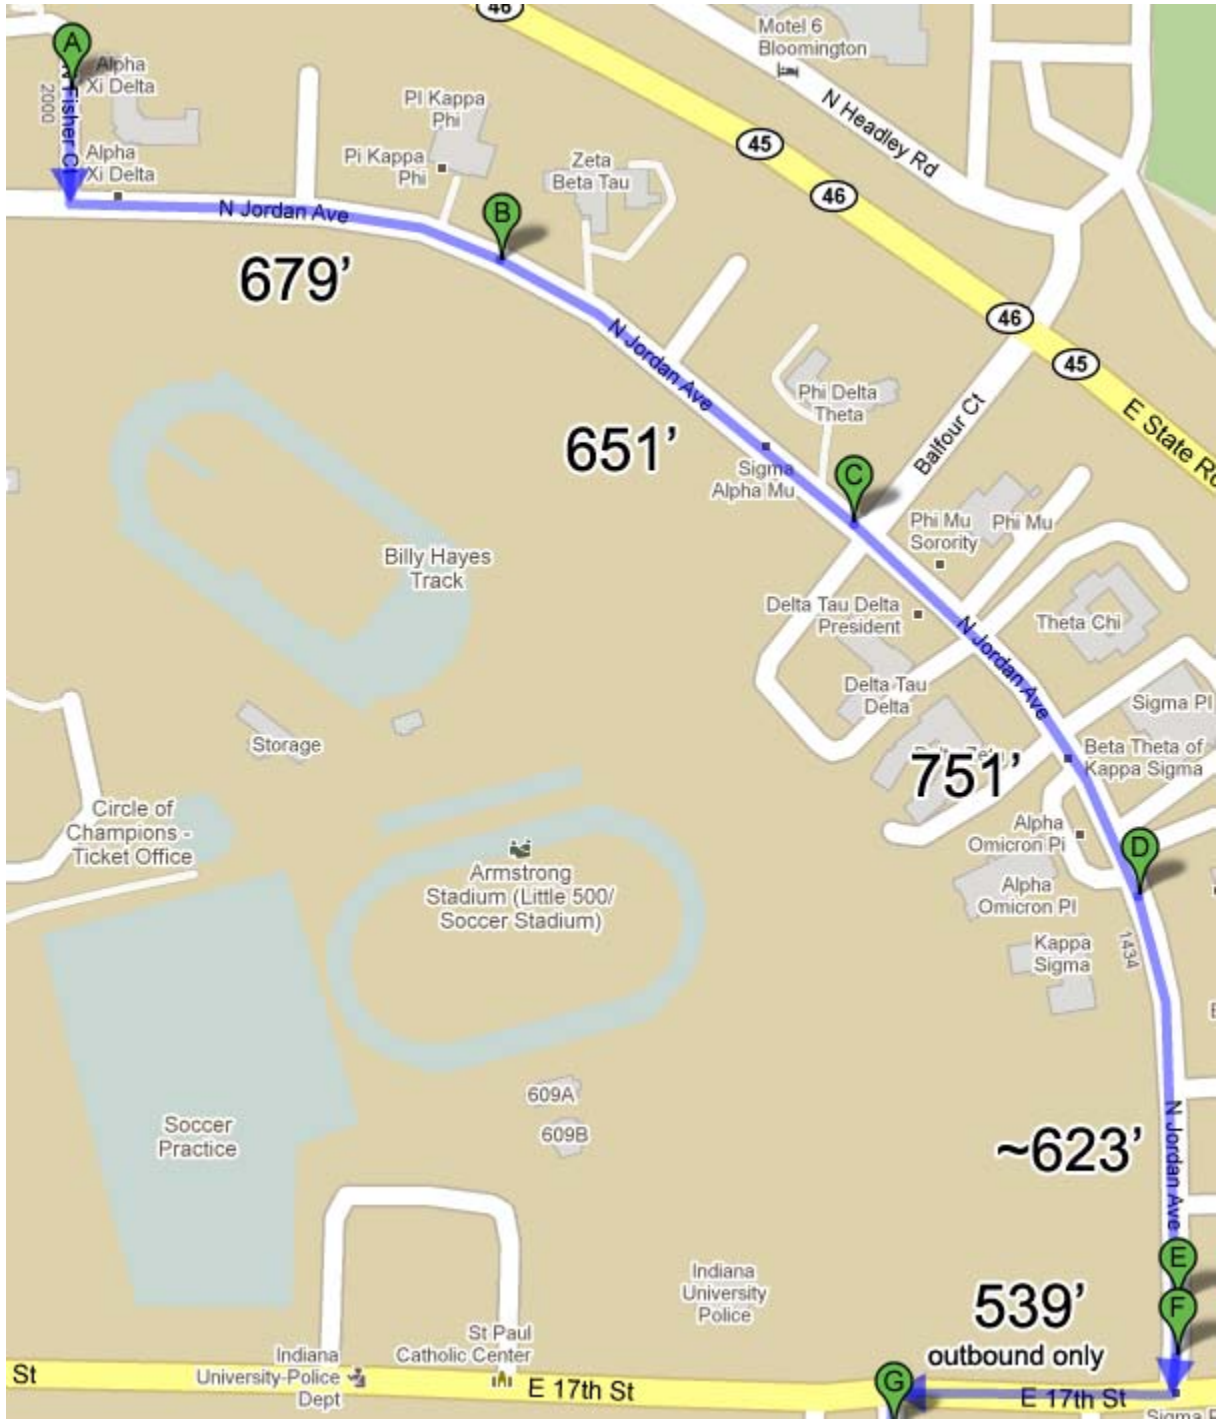 46
A
Alpha
Xi Delta
N Fisher Ct
2000
Motel 6
Bloomington
PI Kappa
Phi
N Headley Rd
45
Alpha
Xi Delta
Pi Kappa
Phi
Zeta
Beta Tau
46
N Jordan Ave
B
679'
46
N Jordan Ave
45
Phi Delta
Theta
E State Rd
Balfour Ct
651'
Sigma
Alpha Mu
C
Phi Mu
Sorority
Phi Mu
Billy Hayes
Track
Delta Tau Delta
President
N Jordan Ave
Theta Chi
Delta Tau
Delta
Sigma PI
Storage
751'
Beta Theta of
Kappa Sigma
Circle of
Champions -
Ticket Office
Alpha
Omicron Pi
D
Armstrong
Stadium (Little 500/
Soccer Stadium)
Alpha
Omicron PI
Kappa
Sigma
1434
609A
609B
Soccer
Practice
~623'
N Jordan Ave
E
Indiana
University
Police
539'
outbound only
F
St Paul
Catholic Center
Indiana
University-Police
Dept
St
E 17th St
G
E 17th St
Sigma